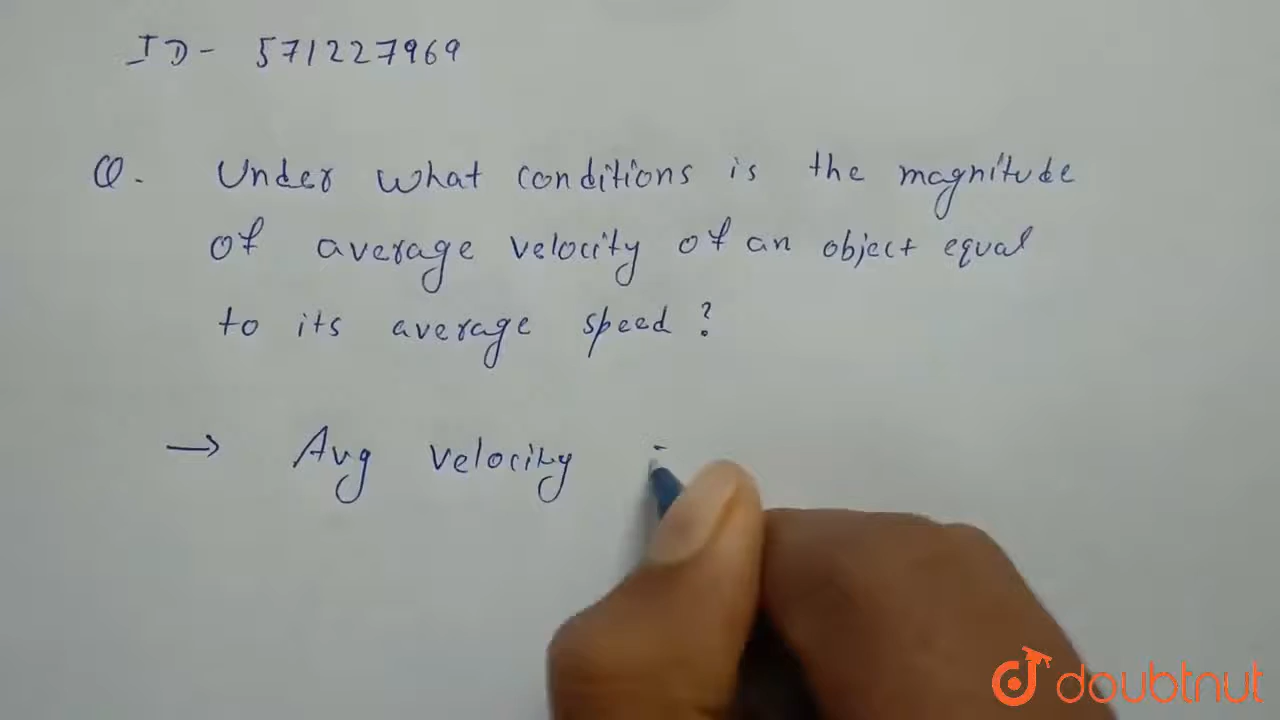 ID- 571227969
Q. Under what conditions is the magnitude
of average velocity of an object equal
to its average speed?
→ Avg velocity =
doubtnut